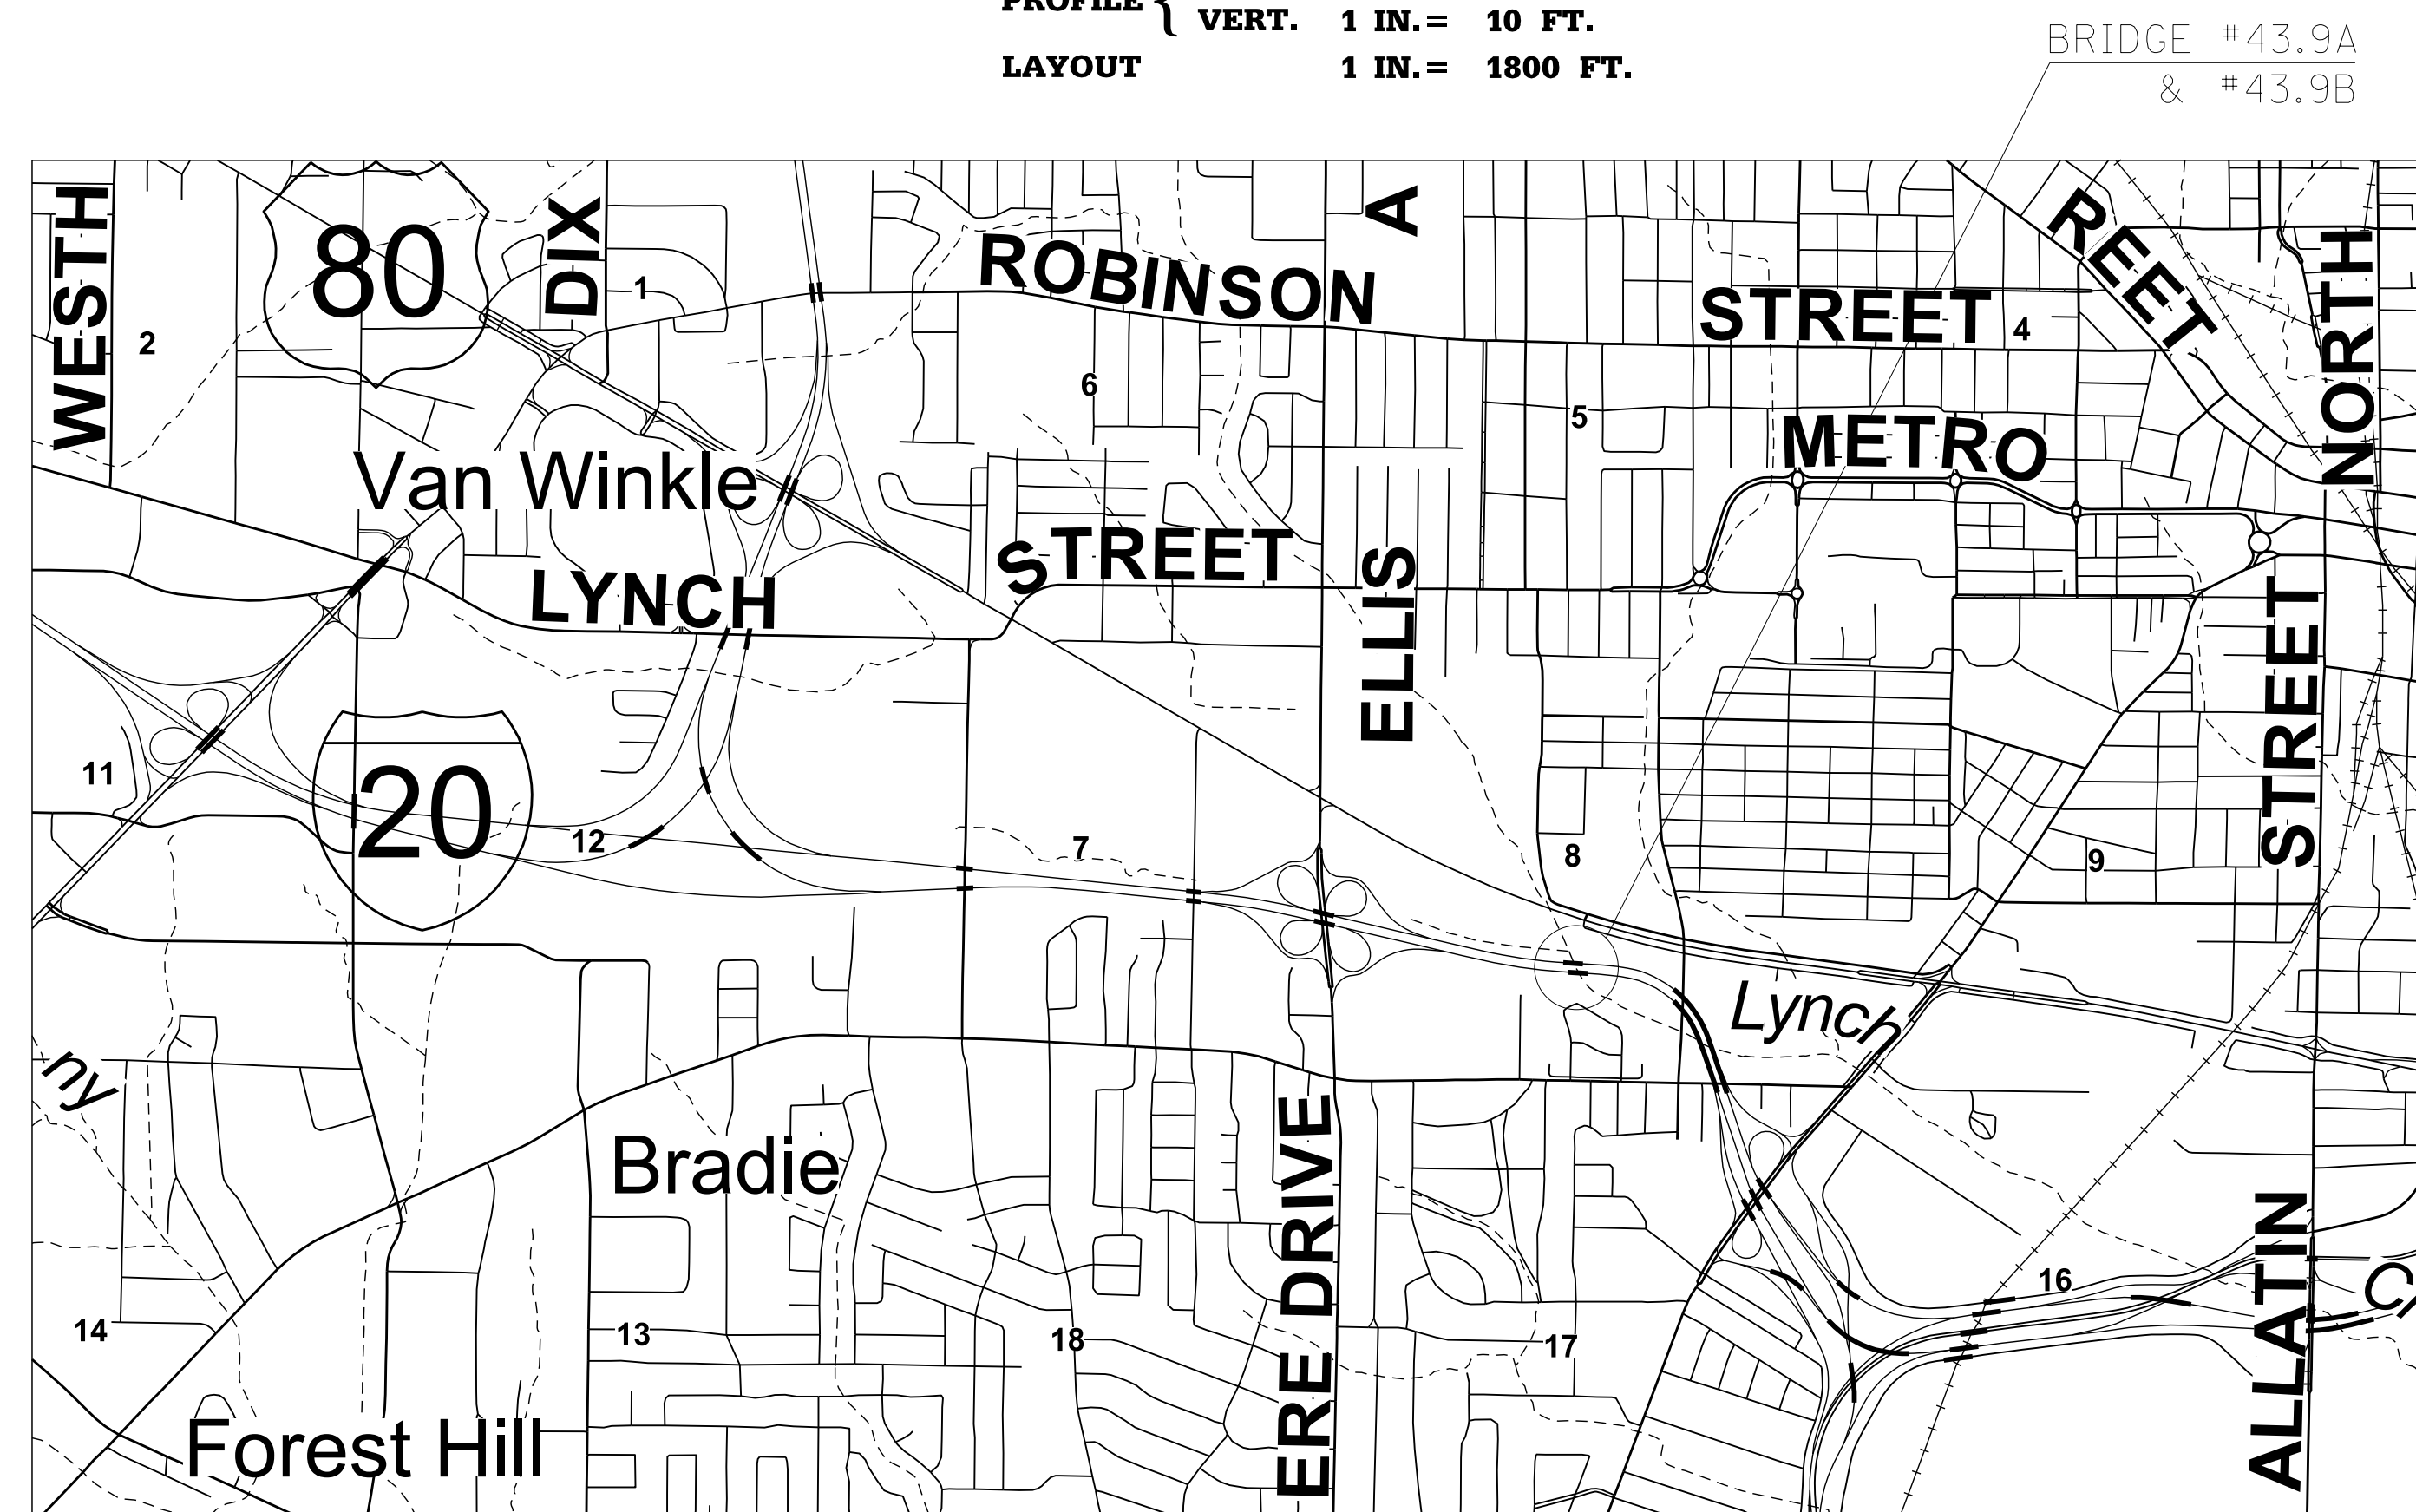 PROFILE { VERT. 1 IN.= 10 FT.
LAYOUT 1 IN.= 1800 FT.
BRIDGE #43.9A
& #43.9B
WESTH
80
DIX
1
2
ROBINSON
A
STREET
4
REET
NORTH
6
5
METRO
Van Winkle
LYNCH
STREET
ELLIS
STREET
11
20
12
7
8
9
Lynch
ny
Bradie
ERE DRIVE
16
ALLATIN
14
13
18
17
Forest Hill